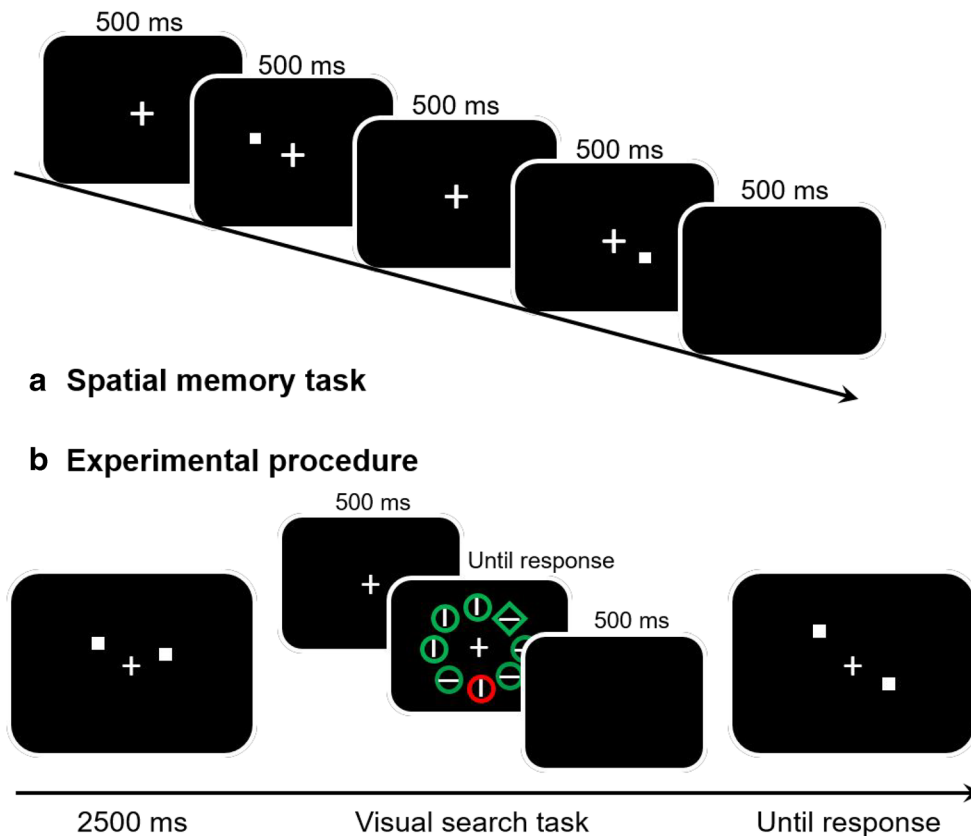 500 ms
500 ms
500 ms
500 ms
500 ms
a Spatial memory task
b Experimental procedure
500 ms
Until response
500 ms
2500 ms
Visual search task
Until response